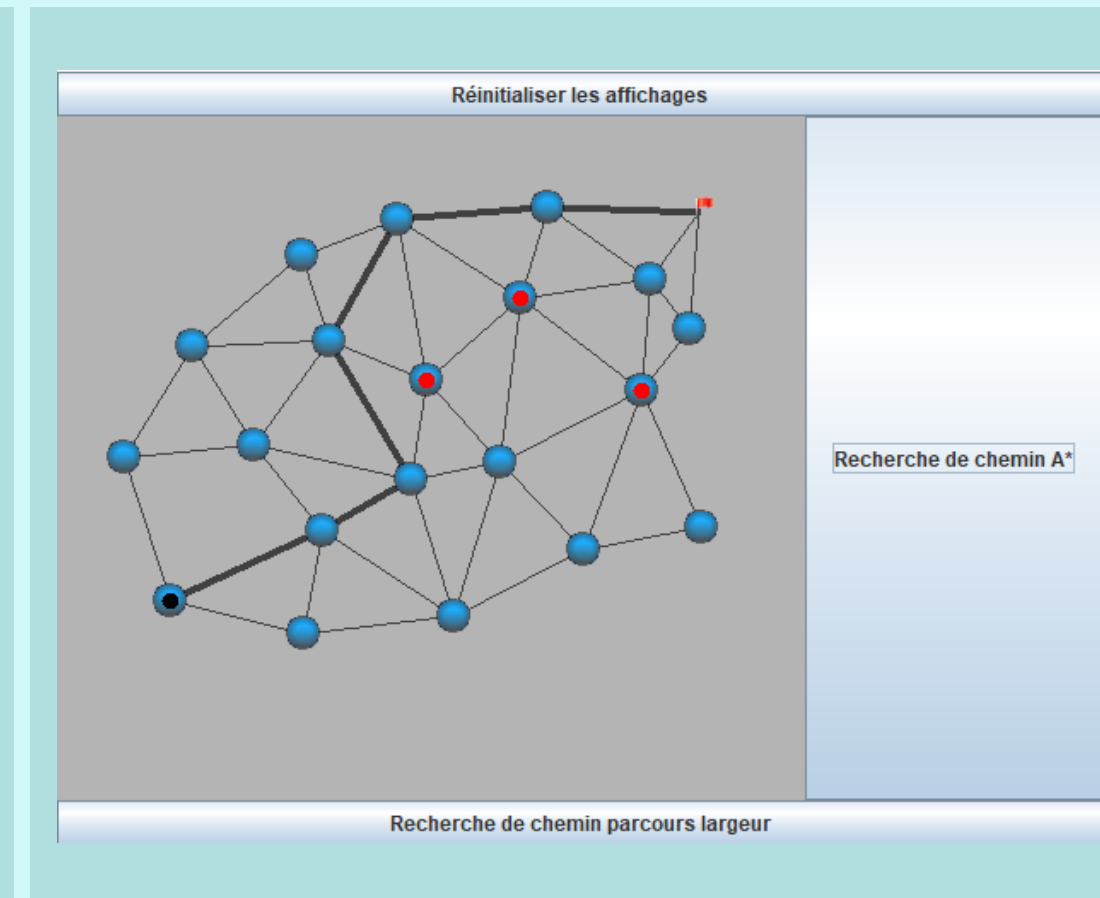 Réinitialiser les affichages
Recherche de chemin A*
Recherche de chemin parcours largeur